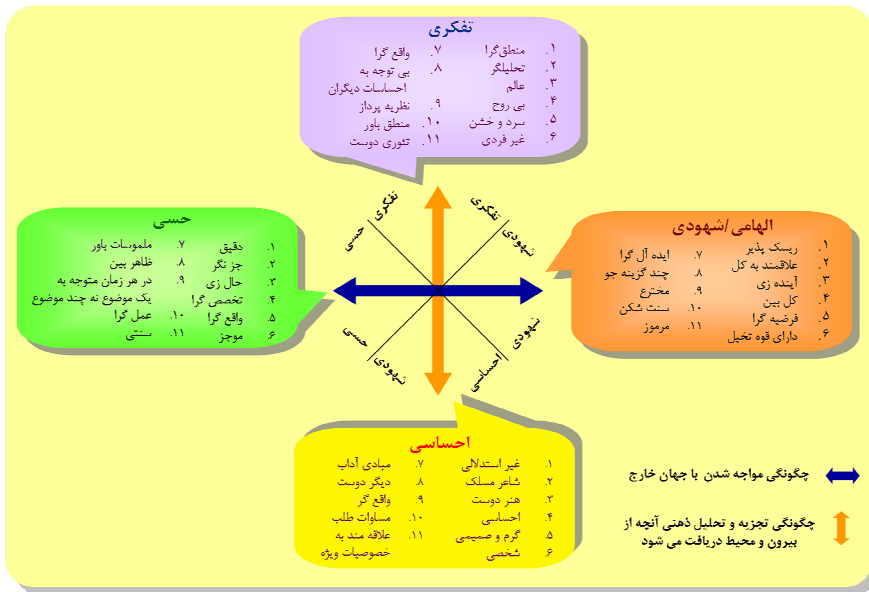 تفکری
۱. منطق‌گرا
۲. تحلیلگر
۳. عالم
۴. بی روح
۵. سرد و خشن
۶. غیر فردی
۷. واقع گرا
۸. بی توجه به
احساسات دیگران
۹. نظریه پرداز
۱۰. منطق باور
۱۱. تئوری دوست
الهامی/شهودی
۱. ریسک پذیر
۲. علاقمند به کل
۳. آینده زی
۴. کل بین
۵. فرضیه گرا
۶. دارای قوه تخیل
۷. ایده آل گرا
۸. چند گزینه جو
۹. مخترع
۱۰. سنت شکن
۱۱. مرموز
تفکری
شهودی
تفکری
حسی
شهودی
احساسی
حسی
شهودی
حسی
۱. دقیق
۲. جز نگر
۳. حال زی
۴. تخصصی گرا
۵. واقع گرا
۶. موجز
۷. ملموسات باور
۸. ظاهر بین
۹. در هر زمان متوجه به
یک موضوع نه چند موضوع
۱۰. عمل گرا
۱۱. سنتی
احساسی
۱. غیر استدلالی
۲. شاعر مسلک
۳. هنر دوست
۴. احساسی
۵. گرم و صمیمی
۶. شخصی
۷. مبادی آداب
۸. دیگر دوست
۹. واقع گر
۱۰. مساوات طلب
۱۱. علاقه مند به
خصوصیات ویژه
چگونگی مواجه شدن با جهان خارج
چگونگی تجزیه و تحلیل ذهنی آنچه از
بیرون و محیط دریافت می شود